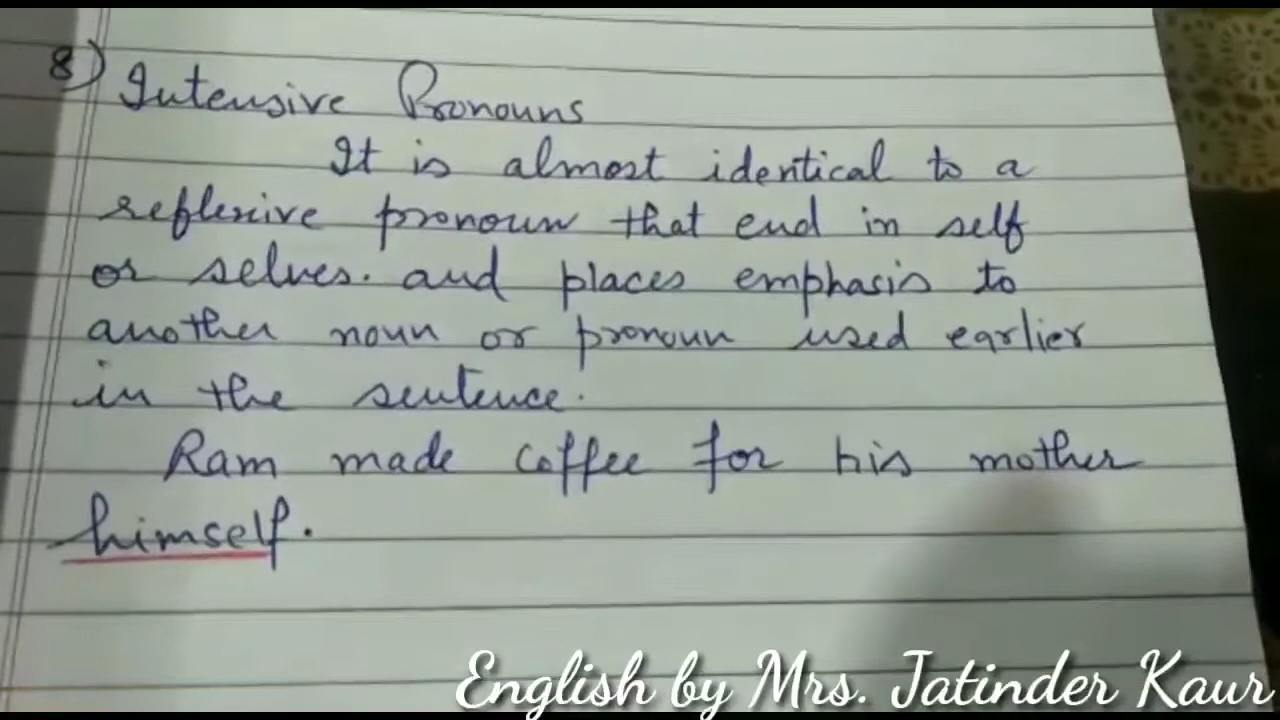 8) Intensive Pronouns
It is almost identical to a
reflexive pronoun that end in self
or selves. and places emphasis to
another noun or pronoun used earlier
in the sentence.
Ram made coffee for his mother
himself.
English by Mrs. Jatinder Kaur